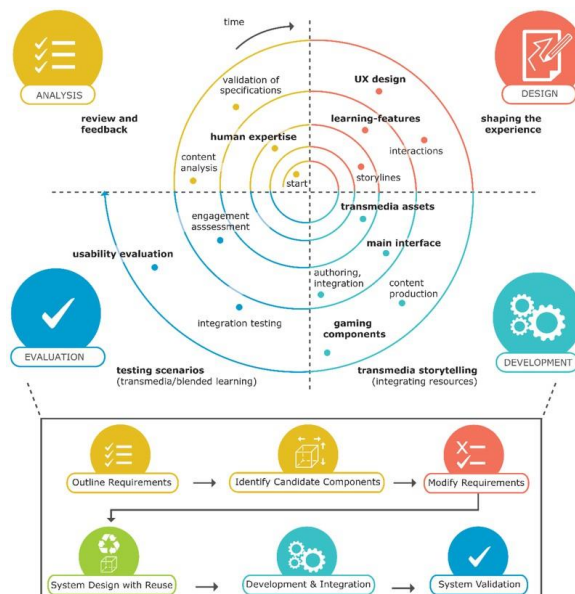 time
ANALYSIS
review and
feedback
validation of
specifications
human expertise
content
analysis
start
UX design
learning-features
interactions
storylines
DESIGN
shaping the
experience
engagement
asssessment
usability evaluation
integration testing
transmedia assets
main interface
authoring,
integration
content
production
gaming
components
EVALUATION
testing scenarios
(transmedia/blended learning)
transmedia storytelling
(integrating resources)
DEVELOPMENT
Outline Requirements
Identify Candidate Components
Modify Requirements
System Design with Reuse
Development & Integration
System Validation